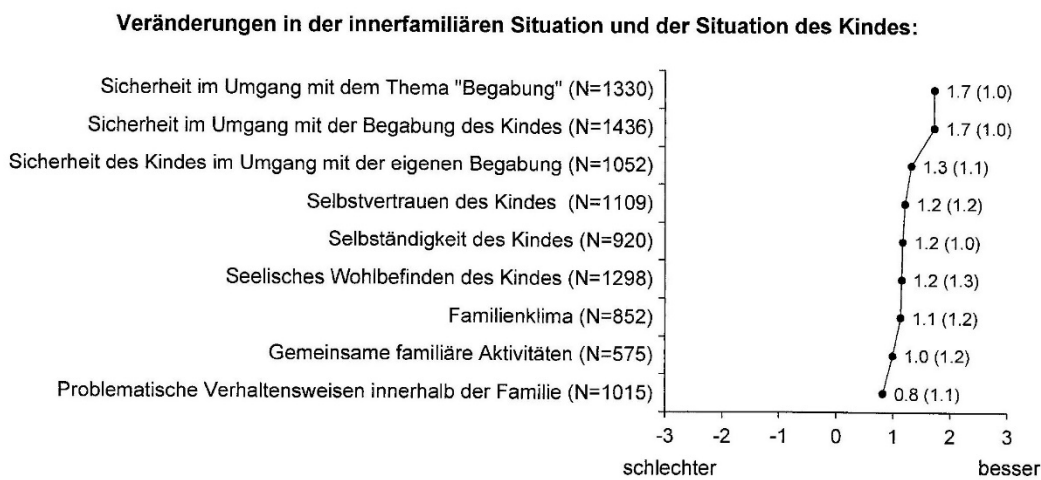 Veränderungen in der innerfamiliären Situation und der Situation des Kindes:
Sicherheit im Umgang mit dem Thema "Begabung" (N=1330) 1.7 (1.0)
Sicherheit im Umgang mit der Begabung des Kindes (N=1436) 1.7 (1.0)
Sicherheit des Kindes im Umgang mit der eigenen Begabung (N=1052) 1.3 (1.1)
Selbstvertrauen des Kindes (N=1109) 1.2 (1.2)
Selbständigkeit des Kindes (N=920) 1.2 (1.0)
Seelisches Wohlbefinden des Kindes (N=1298) 1.2 (1.3)
Familienklima (N=852) 1.1 (1.2)
Gemeinsame familiäre Aktivitäten (N=575) 1.0 (1.2)
Problematische Verhaltensweisen innerhalb der Familie (N=1015) 0.8 (1.1)
-3 -2 -1 0 1 2 3
schlechter besser